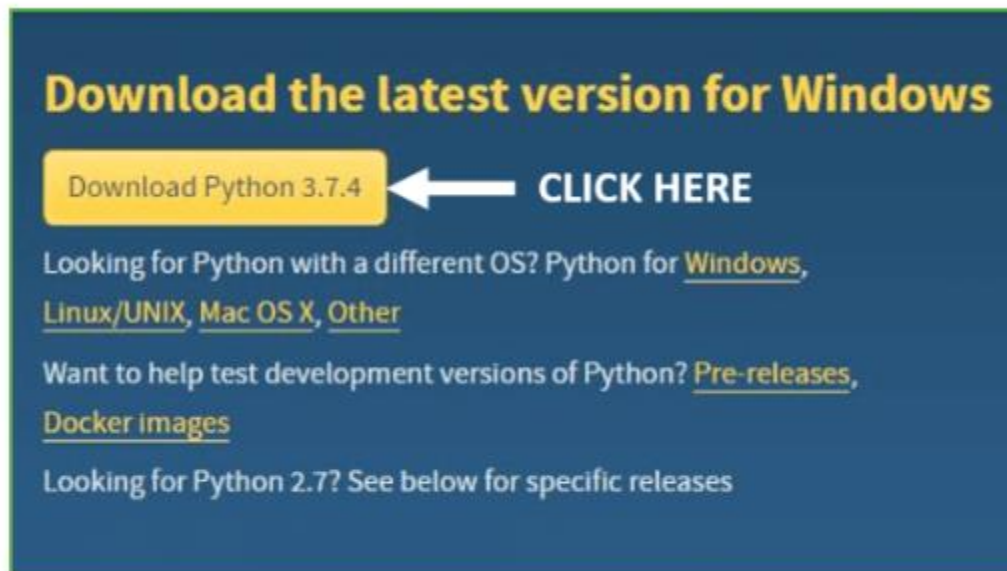 Download the latest version for Windows
Download Python 3.7.4 CLICK HERE
Looking for Python with a different OS? Python for Windows,
Linux/UNIX, Mac OS X, Other
Want to help test development versions of Python? Pre-releases,
Docker images
Looking for Python 2.7? See below for specific releases